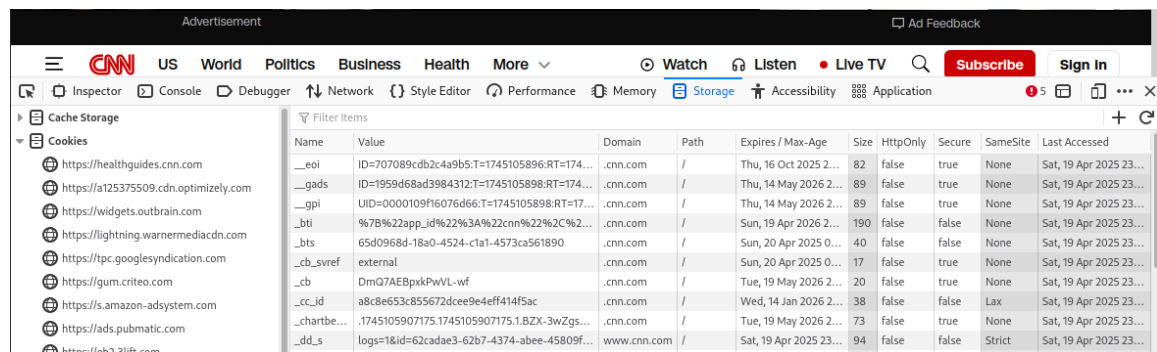 Advertisement
Ad Feedback
CNN US World Politics Business Health More Watch Listen Live TV Subscribe Sign In
Inspector Console Debugger Network Style Editor Performance Memory Storage Accessibility Application 5
Cache Storage
Filter Items
Cookies
Name Value Domain Path Expires / Max-Age Size HttpOnly Secure SameSite Last Accessed
https://healthguides.cnn.com
__eoi ID=707089cdb2c4a9b5:T=1745105896:RT=174... .cnn.com / Thu, 16 Oct 2025 2... 82 false true None Sat, 19 Apr 2025 23...
https://a125375509.cdn.optimizely.com
__gads ID=1959d68ad3984312:T=1745105898:RT=174... .cnn.com / Thu, 14 May 2026 2... 89 false true None Sat, 19 Apr 2025 23...
https://widgets.outbrain.com
__gpi UID=0000109f16076d66:T=1745105898:RT=17... .cnn.com / Thu, 14 May 2026 2... 89 false true None Sat, 19 Apr 2025 23...
_bti %7B%22app_id%22%3A%22cnn%22%2C%2... .cnn.com / Sun, 19 Apr 2026 2... 190 false false None Sat, 19 Apr 2025 23...
https://lightning.warnermediacdn.com
_bts 65d0968d-18a0-4524-c1a1-4573ca561890 .cnn.com / Sun, 20 Apr 2025 0... 40 false false None Sat, 19 Apr 2025 23...
https://tpc.googlesyndication.com
_cb_svref external .cnn.com / Sun, 20 Apr 2025 0... 17 false false None Sat, 19 Apr 2025 23...
https://gum.criteo.com
_cb DmQ7AEBpxkPwVL-wf .cnn.com / Tue, 19 May 2026 2... 20 false true None Sat, 19 Apr 2025 23...
https://s.amazon-adsystem.com
_cc_id a8c8e653c855672dcee9e4eff414f5ac .cnn.com / Wed, 14 Jan 2026 2... 38 false false Lax Sat, 19 Apr 2025 23...
https://ads.pubmatic.com
_chartbe... .1745105907175.1745105907175.1.BZX-3wZgs... .cnn.com / Tue, 19 May 2026 2... 73 false true None Sat, 19 Apr 2025 23...
_dd_s logs=1&id=62cadae3-62b7-4374-abee-45809f... www.cnn.com / Sat, 19 Apr 2025 2... 94 false false Strict Sat, 19 Apr 2025 23...
https://eb2.3lift.com